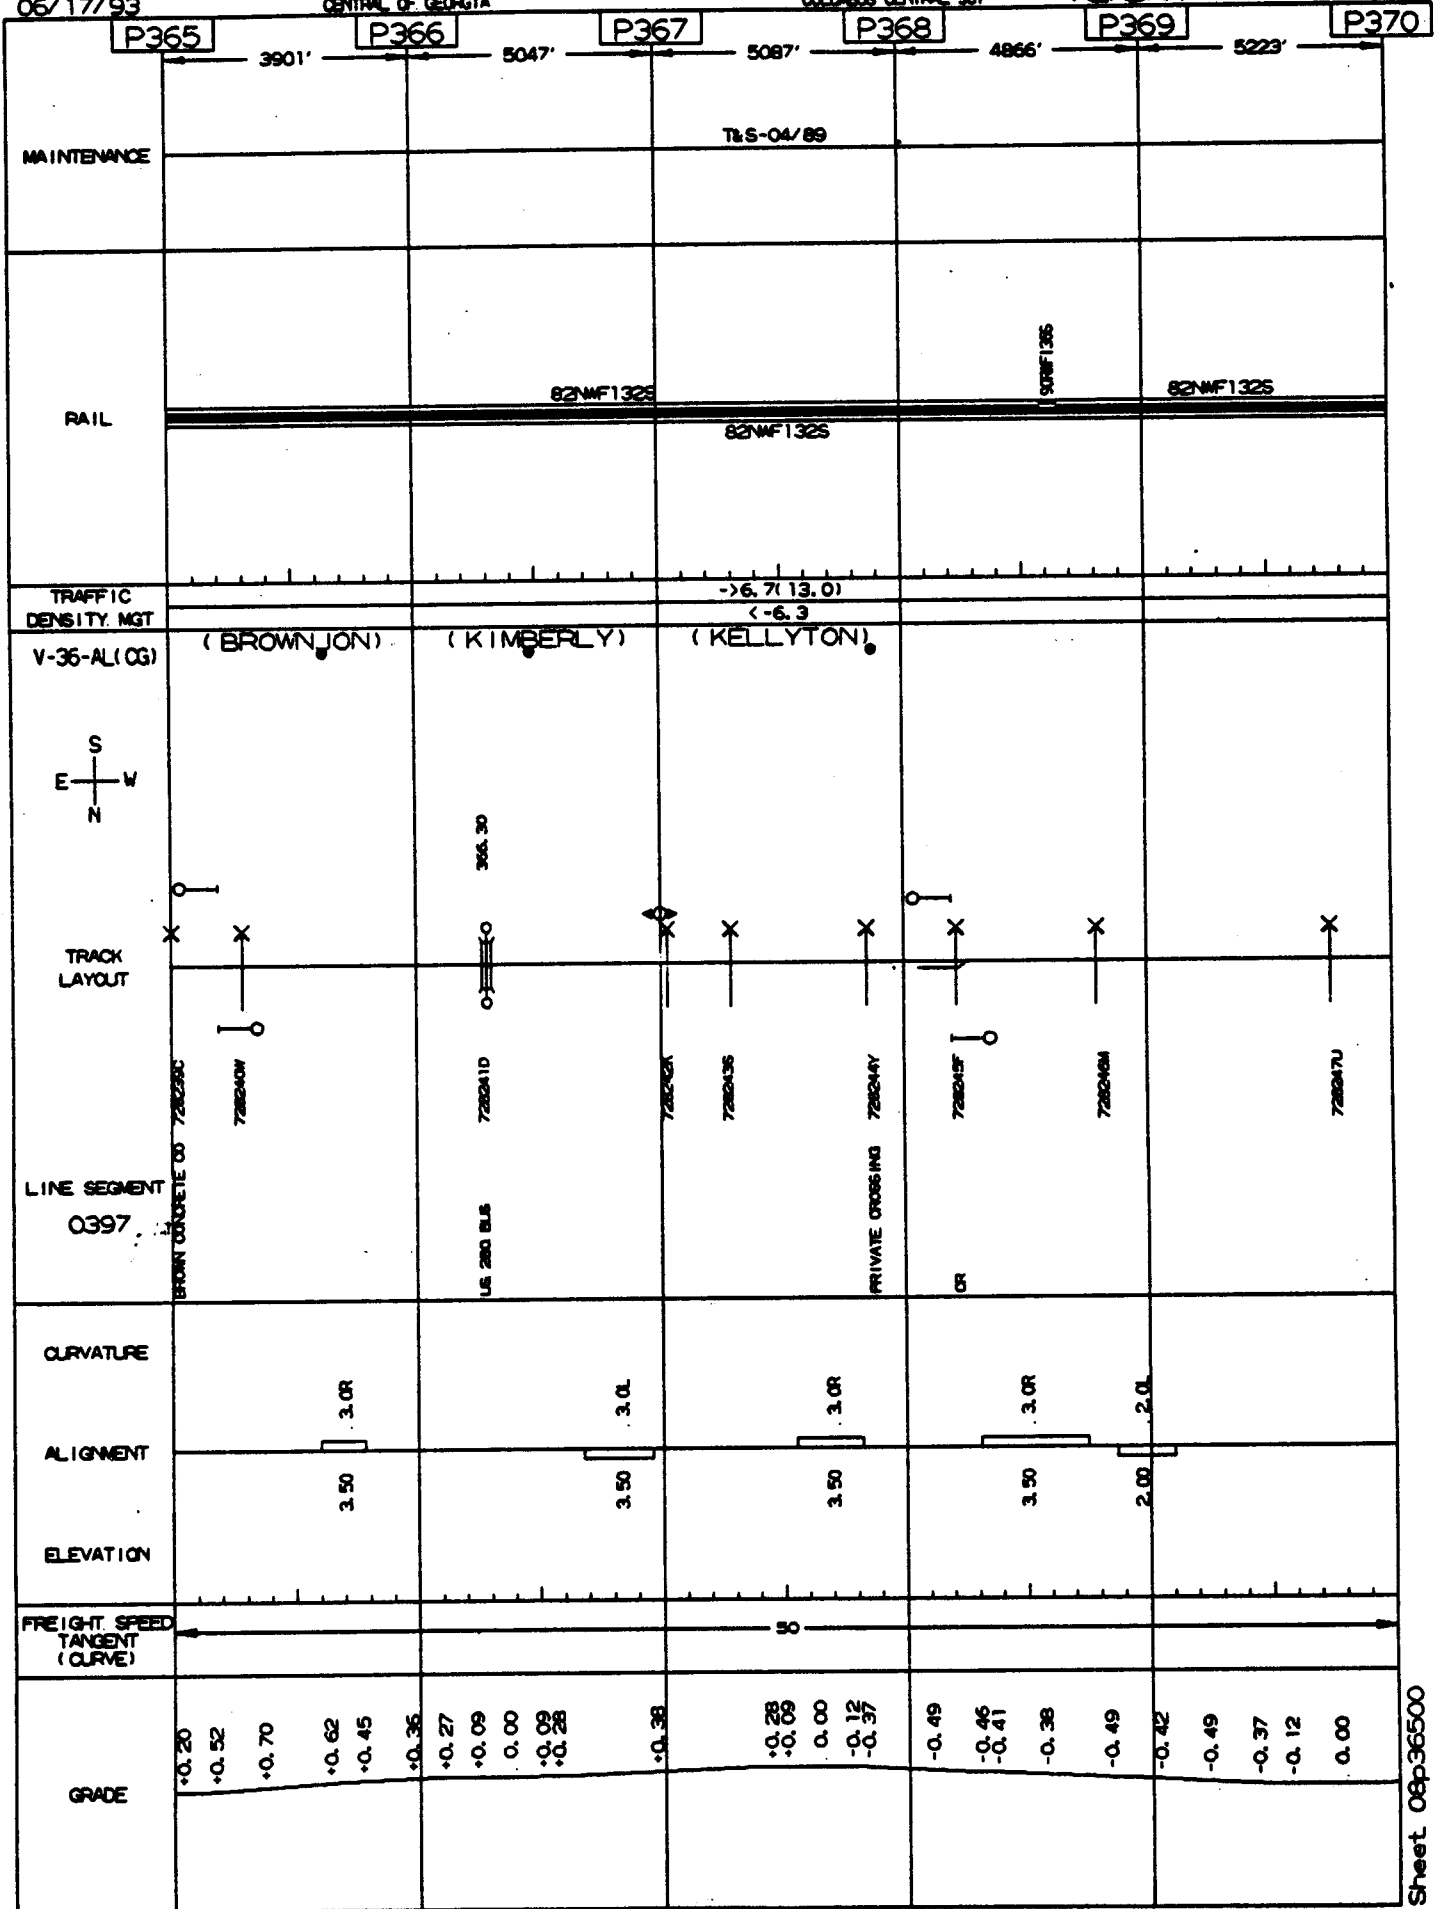 06/17/93
CENTRAL OF GEORGIA
P365 P366 P367 P368 P369 P370
3901' 5047' 5087' 4866' 5223'
MAINTENANCE
T&S-04/89
RAIL
82NWF132S
82NWF132S
82NWF132S
TRAFFIC
DENSITY MGT
->6.7(13.0)
<-6.3
V-36-AL(CG)
(BROWNJON) (KIMBERLY) (KELLYTON)
S
E W
N
366.30
TRACK
LAYOUT
BROWN CONCRETE CO 728239C
728240W
US 280 BUS 728241D
728242K
728243S
PRIVATE CROSSING 728244Y
CR 728245F
728246M
728247U
LINE SEGMENT
0397
CURVATURE
3.0R 3.0L 3.0R 3.0R 2.0L
ALIGNMENT
3.50 3.50 3.50 3.50 2.00
ELEVATION
FREIGHT SPEED
TANGENT
(CURVE)
50
GRADE
+0.20 +0.52 +0.70 +0.62 +0.45 +0.36 +0.27 +0.09 0.00 +0.09 +0.28 +0.38 +0.28 +0.09 0.00 -0.12 -0.37 -0.49 -0.46 -0.41 -0.38 -0.49 -0.42 -0.49 -0.37 -0.12 0.00
Sheet 08p36500